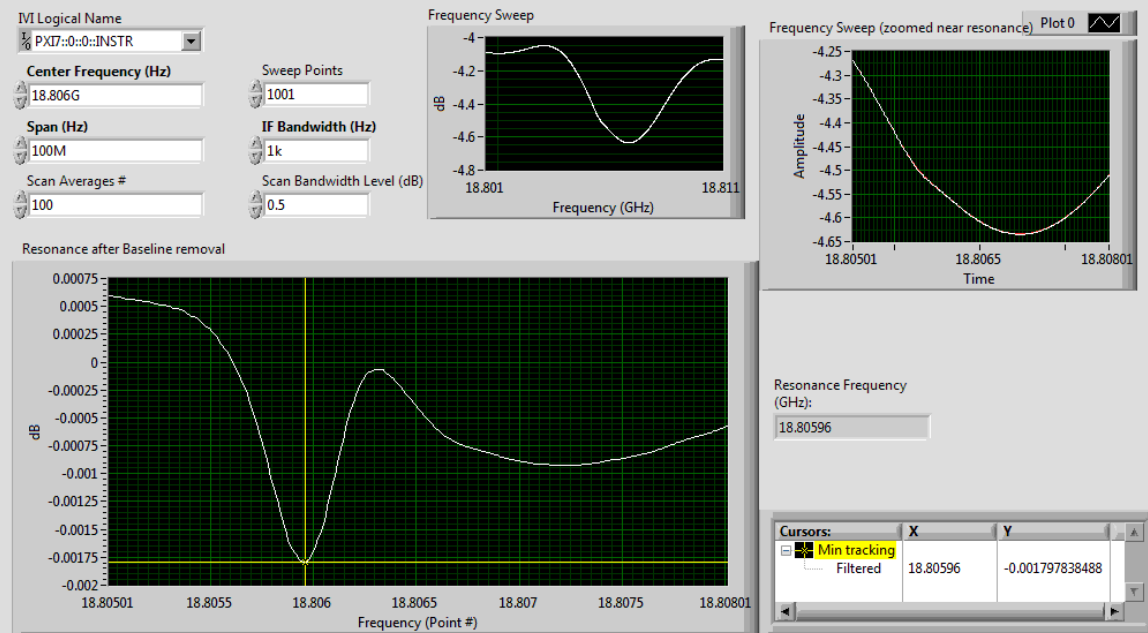 IVI Logical Name
PXI7::0::0::INSTR
Center Frequency (Hz)
18.806G
Sweep Points
1001
Span (Hz)
100M
IF Bandwidth (Hz)
1k
Scan Averages #
100
Scan Bandwidth Level (dB)
0.5
Frequency Sweep
-4
-4.2
-4.4
-4.6
-4.8
dB
18.801
18.811
Frequency (GHz)
Frequency Sweep (zoomed near resonance)
Plot 0
-4.25
-4.3
-4.35
-4.4
-4.45
-4.5
-4.55
-4.6
-4.65
Amplitude
18.80501
18.8065
18.80801
Time
Resonance after Baseline removal
0.00075
0.0005
0.00025
0
-0.00025
-0.0005
-0.00075
-0.001
-0.00125
-0.0015
-0.00175
-0.002
dB
18.80501
18.8055
18.806
18.8065
18.807
18.8075
18.80801
Frequency (Point #)
Resonance Frequency
(GHz):
18.80596
Cursors: X Y
Min tracking
Filtered 18.80596 -0.001797838488